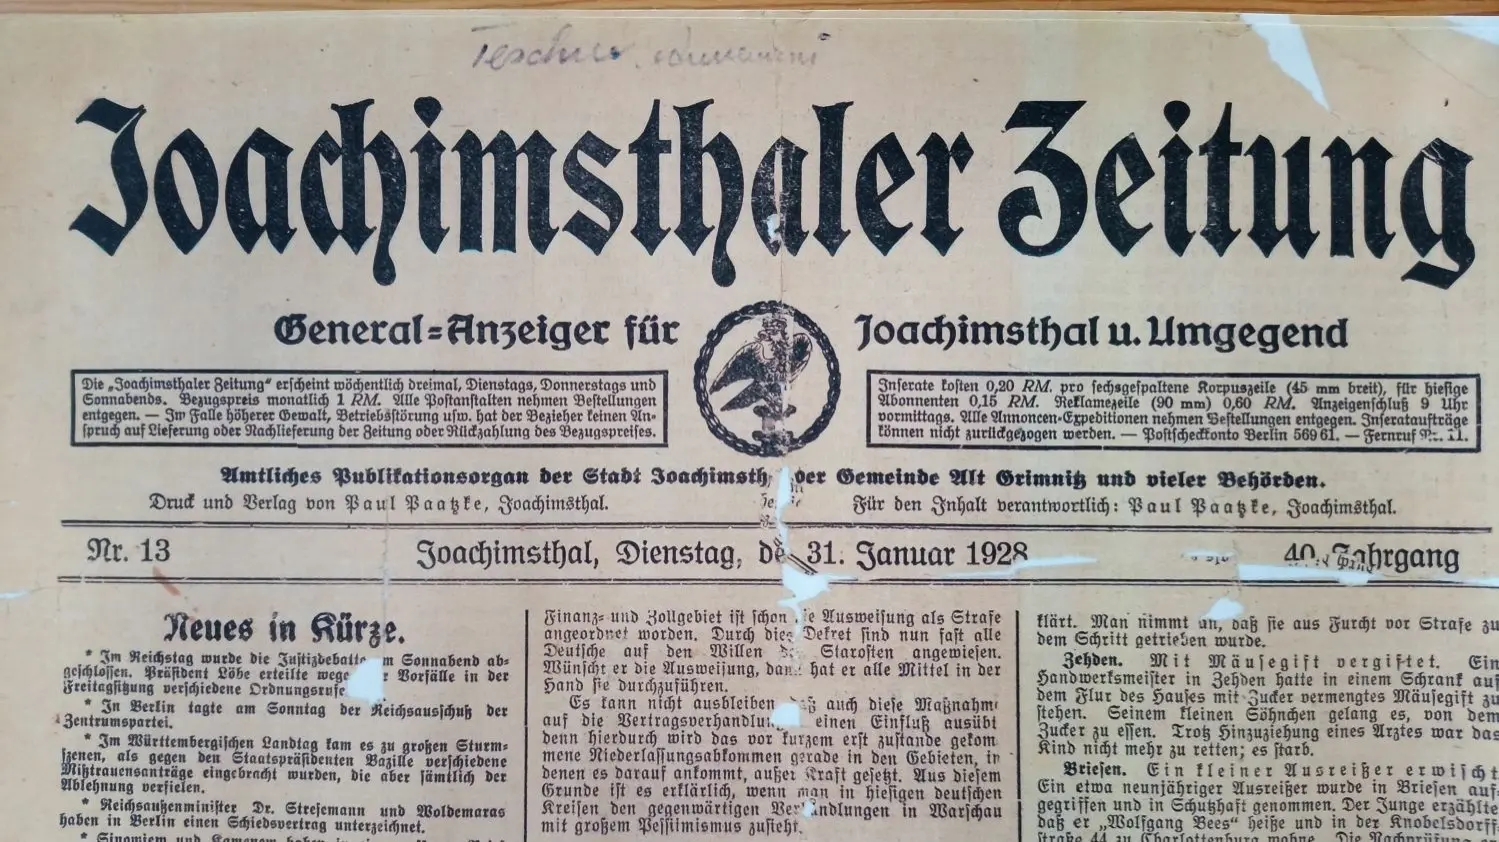 Joachimsthaler Zeitung
General-Anzeiger für
Joachimsthal u. Umgegend
Die „Joachimsthaler Zeitung“ erscheint wöchentlich dreimal, Dienstags, Donnerstags und
Sonnabends. Bezugspreis monatlich 1 RM. Alle Postanstalten nehmen Bestellungen
entgegen. — Im Falle höherer Gewalt, Betriebsstörung usw. hat der Bezieher keinen An-
spruch auf Lieferung oder Nachlieferung der Zeitung oder Rückzahlung des Bezugspreises.
Inserate kosten 0,20 RM. pro sechsgespaltene Korpuszeile (45 mm breit), für hiesige
Abonnenten 0,15 RM. Reklamezeile (90 mm) 0,60 RM. Anzeigenschluß 9 Uhr
vormittags. Alle Annoncen-Expeditionen nehmen Bestellungen entgegen. Inserataufträge
können nicht zurückgezogen werden. — Postscheckkonto Berlin 569 61. — Fernruf Nr. 11.
Amtliches Publikationsorgan der Stadt Joachimsth der Gemeinde Alt Grimnitz und vieler Behörden.
Druck und Verlag von Paul Paatzke, Joachimsthal.
Für den Inhalt verantwortlich: Paul Paatzke, Joachimsthal.
Nr. 13
Joachimsthal, Dienstag, de 31. Januar 1928
40. Jahrgang
Neues in Kürze.
* Im Reichstag wurde die Justizdebatte am Sonnabend ab-
geschlossen. Präsident Löbe erteilte wege r Vorfälle in der
Freitagsitzung verschiedene Ordnungsrufe
* In Berlin tagte am Sonntag der Reichsausschuß der
Zentrumspartei.
* Im Württembergischen Landtag kam es zu großen Sturm-
szenen, als gegen den Staatspräsidenten Bazille verschiedene
Mißtrauensanträge eingebracht wurden, die aber sämtlich der
Ablehnung verfielen.
* Reichsaußenminister Dr. Stresemann und Woldemaras
haben in Berlin einen Schiedsvertrag unterzeichnet.
Finanz- und Zollgebiet ist schon die Ausweisung als Strafe
angeordnet worden. Durch dies Dekret sind nun fast alle
Deutsche auf den Willen des Starosten angewiesen.
Wünscht er die Ausweisung, dann hat er alle Mittel in der
Hand sie durchzuführen.
Es kann nicht ausbleiben daß auch diese Maßnahm
auf die Vertragsverhandlun einen Einfluß ausübt
denn hierdurch wird das vor kurzem erst zustande gekom
mene Niederlassungsabkommen gerade in den Gebieten, in
denen es darauf ankommt, außer Kraft gesetzt. Aus diesem
Grunde ist es erklärlich, wenn man in hiesigen deutschen
Kreisen den gegenwärtigen Verhandlungen in Warschau
mit großem Pessimismus zusieht.
klärt. Man nimmt an, daß sie aus Furcht vor Strafe zu
dem Schritt getrieben wurde.
Zehden. Mit Mäusegift vergiftet. Ein
Handwerksmeister in Zehden hatte in einem Schrank auf
dem Flur des Hauses mit Zucker vermengtes Mäusegift zu
stehen. Seinem kleinen Söhnchen gelang es, von dem
Zucker zu essen. Trotz Hinzuziehung eines Arztes war das
Kind nicht mehr zu retten; es starb.
Briesen. Ein kleiner Ausreißer erwischt
Ein etwa neunjähriger Ausreißer wurde in Briesen auf-
gegriffen und in Schutzhaft genommen. Der Junge erzählte
daß er „Wolfgang Bees“ heiße und in der Knobelsdorff-
straße 44 zu Charlottenburg wohne. Die Nachprüfung